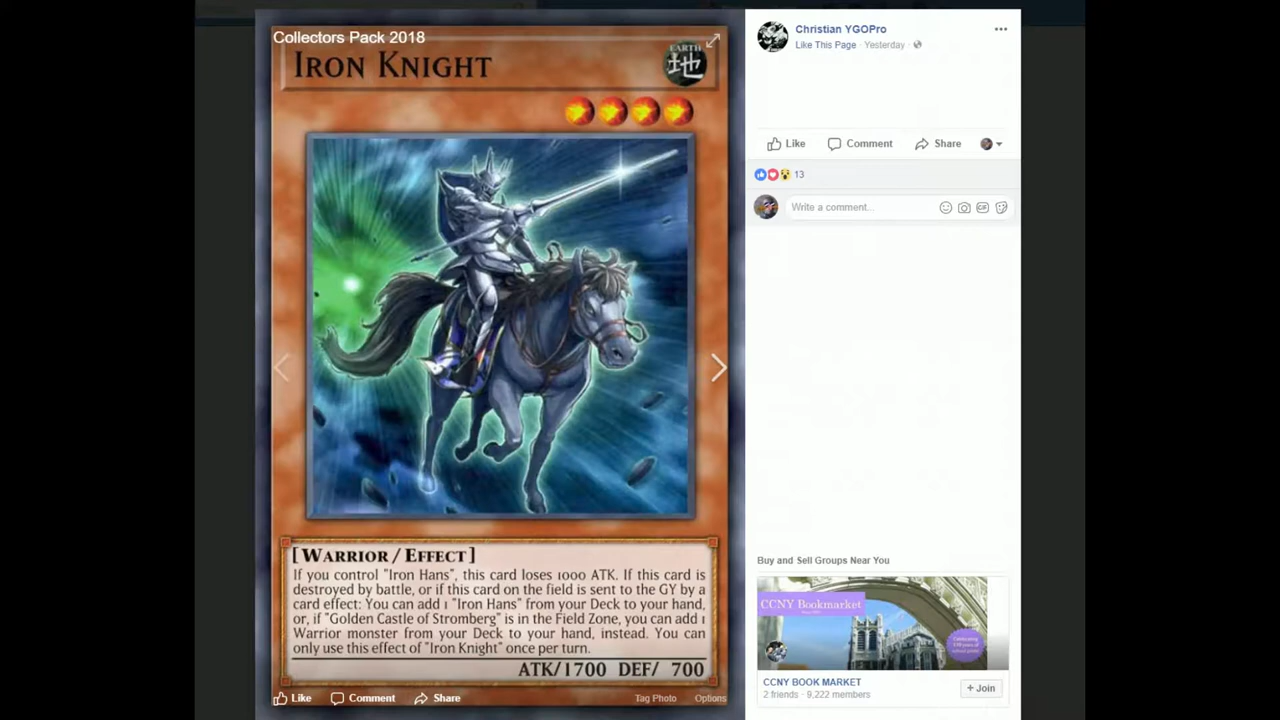 Collectors Pack 2018
IRON KNIGHT
EARTH
地
[WARRIOR / EFFECT]
If you control "Iron Hans", this card loses 1000 ATK. If this card is
destroyed by battle, or if this card on the field is sent to the GY by a
card effect: You can add 1 "Iron Hans" from your Deck to your hand,
or, if "Golden Castle of Stromberg" is in the Field Zone, you can add 1
Warrior monster from your Deck to your hand, instead. You can
only use this effect of "Iron Knight" once per turn.
ATK/1700 DEF/ 700
Like Comment Share Tag Photo Options
Christian YGOPro
Like This Page · Yesterday ·
Like Comment Share
13
Write a comment...
GIF
Buy and Sell Groups Near You
CCNY Bookmarket
CCNY BOOK MARKET
2 friends · 9,222 members
+ Join